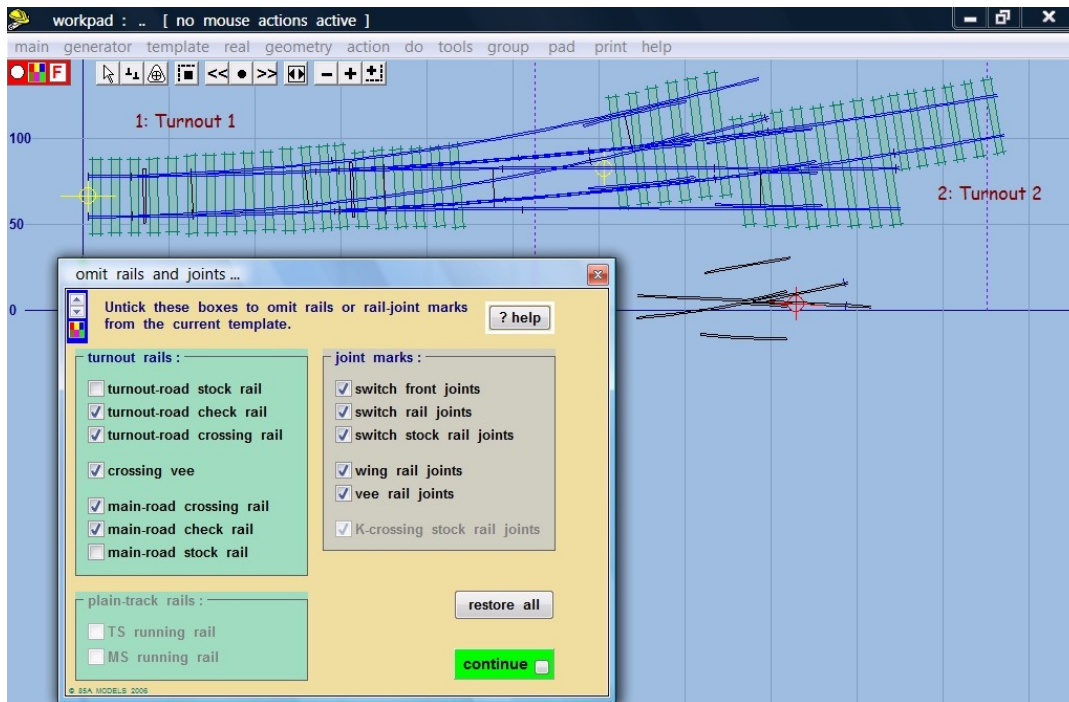 workpad : .. [ no mouse actions active ]
main generator template real geometry action do tools group pad print help
F << >>
1: Turnout 1
100
2: Turnout 2
50
0
omit rails and joints ...
Untick these boxes to omit rails or rail-joint marks
from the current template.
? help
turnout rails :
turnout-road stock rail
turnout-road check rail
turnout-road crossing rail
crossing vee
main-road crossing rail
main-road check rail
main-road stock rail
joint marks :
switch front joints
switch rail joints
switch stock rail joints
wing rail joints
vee rail joints
K-crossing stock rail joints
plain-track rails :
TS running rail
MS running rail
restore all
continue
© 85A MODELS 2006